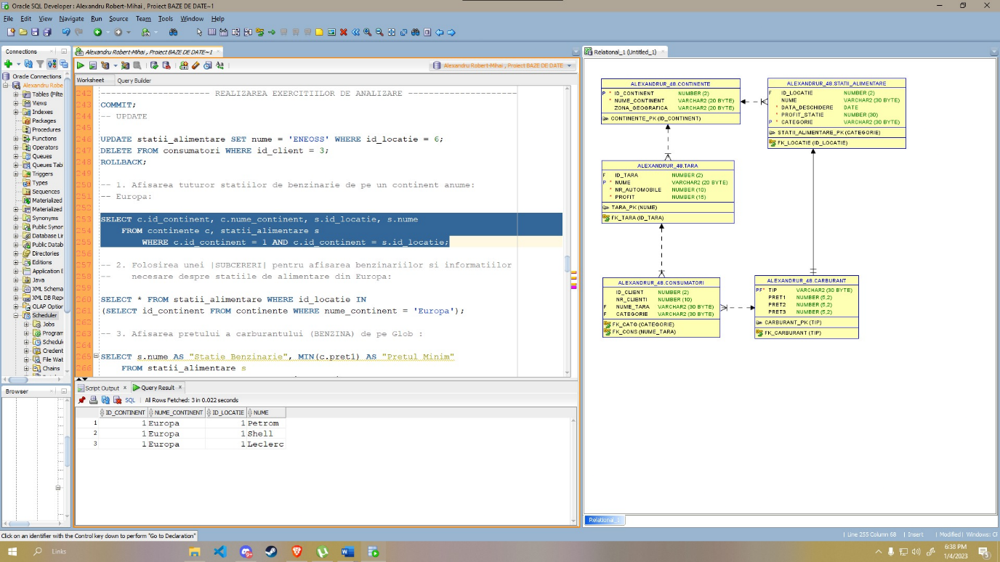 Oracle SQL Developer : Alexandru Robert-Mihai , Proiect BAZE DE DATE~1
File Edit View Navigate Run Source Team Tools Window Help
Connections
Oracle Connections
Alexandru Robe
Tables (Filte
Views
Indexes
Packages
Procedures
Functions
Operators
Queues
Queues Tab
Triggers
Types
Sequences
Materialized
Materialized
Synonyms
Public Synon
Database Lin
Public Datab
Directories
Editions
Application E
Java
XML Schema
XML DB Repo
OLAP Option
Scheduler
Jobs
Program
Schedul
Credent
File Wat
Chains
Browser
Alexandru Robert-Mihai , Proiect BAZE DE DATE~1
Alexandru Robert-Mihai , Proiect BAZE DE DATE
Worksheet Query Builder
242 --------------------- REALIZAREA EXERCITIILOR DE ANALIZARE ---------------------
243 COMMIT;
244 -- UPDATE
245
246 UPDATE statii_alimentare SET nume = 'ENEOSS' WHERE id_locatie = 6;
247 DELETE FROM consumatori WHERE id_client = 3;
248 ROLLBACK;
249
250 -- 1. Afisarea tuturor statiilor de benzinarie de pe un continent anume:
251 -- Europa:
252
253 SELECT c.id_continent, c.nume_continent, s.id_locatie, s.nume
254 FROM continente c, statii_alimentare s
255 WHERE c.id_continent = 1 AND c.id_continent = s.id_locatie;
256
257 -- 2. Folosirea unei |SUBCERERI| pentru afisarea benzinariilor si informatiilor
258 -- necesare despre statiile de alimentare din Europa:
259
260 SELECT * FROM statii_alimentare WHERE id_locatie IN
261 (SELECT id_continent FROM continente WHERE nume_continent = 'Europa');
262
263 -- 3. Afisarea pretului a carburantului (BENZINA) de pe Glob :
264
265 SELECT s.nume AS "Statie Benzinarie", MIN(c.pret1) AS "Pretul Minim"
266 FROM statii_alimentare s
Script Output Query Result
SQL All Rows Fetched: 3 in 0.022 seconds
ID_CONTINENT NUME_CONTINENT ID_LOCATIE NUME
1 1 Europa 1 Petrom
2 1 Europa 1 Shell
3 1 Europa 1 Leclerc
Relational_1 (Untitled_1)
ALEXANDRUR_48.CONTINENTE
P * ID_CONTINENT NUMBER (2)
* NUME_CONTINENT VARCHAR2 (20 BYTE)
ZONA_GEOGRAFICA VARCHAR2 (20 BYTE)
CONTINENTE_PK (ID_CONTINENT)
ALEXANDRUR_48.STATII_ALIMENTARE
F ID_LOCATIE NUMBER (2)
NUME VARCHAR2 (30 BYTE)
* DATA_DESCHIDERE DATE
* PROFIT_STATIE NUMBER (30)
P * CATEGORIE VARCHAR2 (30 BYTE)
STATII_ALIMENTARE_PK (CATEGORIE)
FK_LOCATIE (ID_LOCATIE)
ALEXANDRUR_48.TARA
F ID_TARA NUMBER (2)
P * NUME VARCHAR2 (20 BYTE)
* NR_AUTOMOBILE NUMBER (10)
* PROFIT NUMBER (15)
TARA_PK (NUME)
FK_TARA (ID_TARA)
ALEXANDRUR_48.CONSUMATORI
ID_CLIENT NUMBER (2)
NR_CLIENTI NUMBER (10)
F NUME_TARA VARCHAR2 (30 BYTE)
F CATEGORIE VARCHAR2 (30 BYTE)
FK_CATG (CATEGORIE)
FK_CONS (NUME_TARA)
ALEXANDRUR_48.CARBURANT
PF* TIP VARCHAR2 (30 BYTE)
PRET1 NUMBER (5,2)
PRET2 NUMBER (5,2)
PRET3 NUMBER (5,2)
CARBURANT_PK (TIP)
FK_CARBURANT (TIP)
Relational_1
Click on an identifier with the Control key down to perform "Go to Declaration"
Line 255 Column 68 Insert Modified Windows: Cl
Links
6:38 PM
1/4/2023